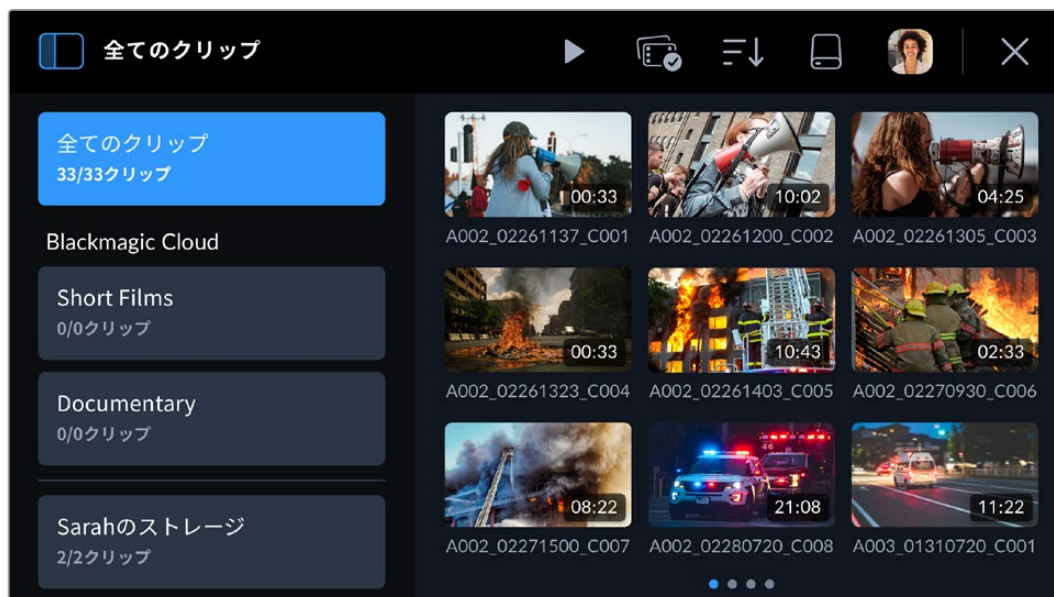 全てのクリップ
全てのクリップ
33/33クリップ
Blackmagic Cloud
Short Films
0/0クリップ
Documentary
0/0クリップ
Sarahのストレージ
2/2クリップ
00:33
10:02
04:25
A002_02261137_C001
A002_02261200_C002
A002_02261305_C003
00:33
10:43
02:33
A002_02261323_C004
A002_02261403_C005
A002_02270930_C006
08:22
21:08
11:22
A002_02271500_C007
A002_02280720_C008
A003_01310720_C001